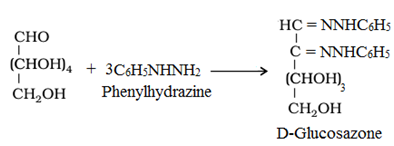 CHO
(CHOH)4
CH2OH
+ 3C6H5NHNH2
Phenylhydrazine
HC = NNHC6H5
C = NNHC6H5
(CHOH)3
CH2OH
D-Glucosazone